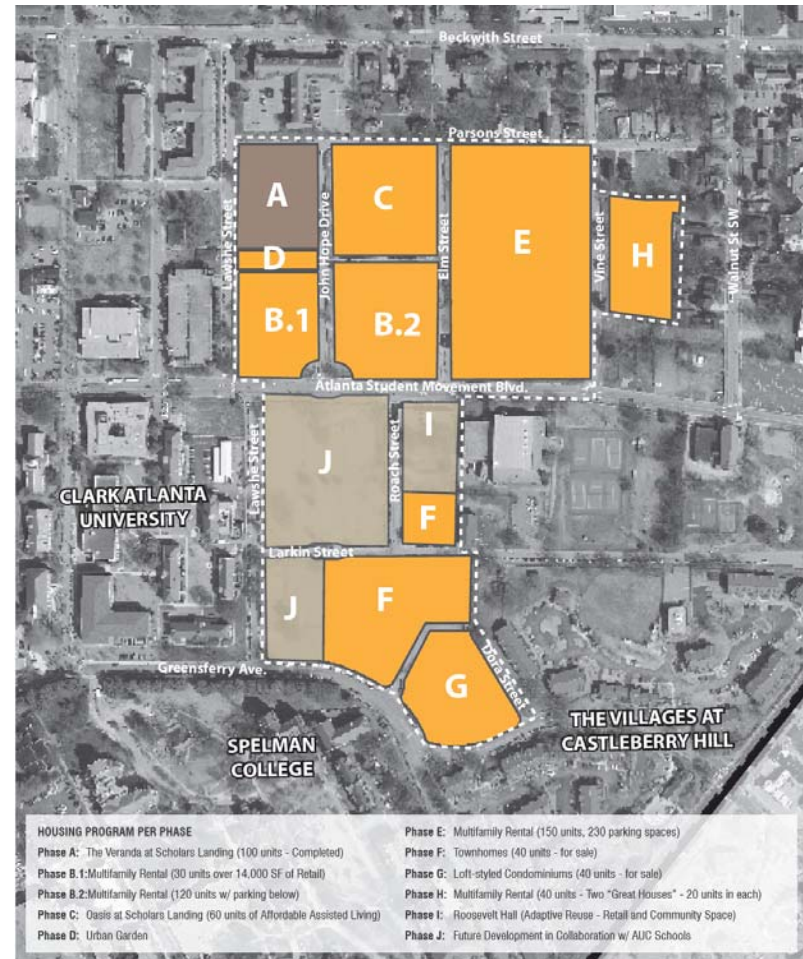 Beckwith Street
Parsons Street
A
C
E
H
D
B.1
B.2
Lawshe Street
John Hope Drive
Elm Street
Vine Street
Walnut St SW
Atlanta Student Movement Blvd.
J
I
F
Lawshe Street
Roach Street
CLARK ATLANTA
UNIVERSITY
Larkin Street
J
F
G
Dora Street
Greensferry Ave.
SPELMAN
COLLEGE
THE VILLAGES AT
CASTLEBERRY HILL
HOUSING PROGRAM PER PHASE
Phase A: The Veranda at Scholars Landing (100 units - Completed)
Phase B.1:Multifamily Rental (30 units over 14,000 SF of Retail)
Phase B.2:Multifamily Rental (120 units w/ parking below)
Phase C: Oasis at Scholars Landing (60 units of Affordable Assisted Living)
Phase D: Urban Garden
Phase E: Multifamily Rental (150 units, 230 parking spaces)
Phase F: Townhomes (40 units - for sale)
Phase G: Loft-styled Condominiums (40 units - for sale)
Phase H: Multifamily Rental (40 units - Two "Great Houses" - 20 units in each)
Phase I: Roosevelt Hall (Adaptive Reuse - Retail and Community Space)
Phase J: Future Development in Collaboration w/ AUC Schools